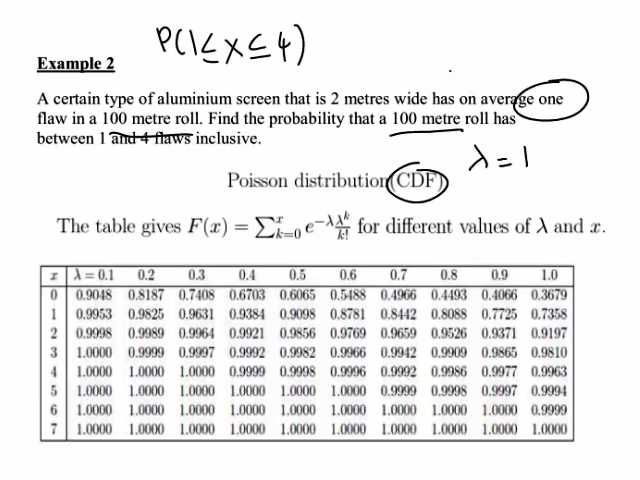 P(1≤X≤4)
Example 2
A certain type of aluminium screen that is 2 metres wide has on average one
flaw in a 100 metre roll. Find the probability that a 100 metre roll has
between 1 and 4 flaws inclusive.
λ=1
Poisson distribution(CDF)
The table gives F(x) = ∑ˣₖ₌₀ e^{-λ} λ^k/k! for different values of λ and x.
x λ = 0.1 0.2 0.3 0.4 0.5 0.6 0.7 0.8 0.9 1.0
0 0.9048 0.8187 0.7408 0.6703 0.6065 0.5488 0.4966 0.4493 0.4066 0.3679
1 0.9953 0.9825 0.9631 0.9384 0.9098 0.8781 0.8442 0.8088 0.7725 0.7358
2 0.9998 0.9989 0.9964 0.9921 0.9856 0.9769 0.9659 0.9526 0.9371 0.9197
3 1.0000 0.9999 0.9997 0.9992 0.9982 0.9966 0.9942 0.9909 0.9865 0.9810
4 1.0000 1.0000 1.0000 0.9999 0.9998 0.9996 0.9992 0.9986 0.9977 0.9963
5 1.0000 1.0000 1.0000 1.0000 1.0000 1.0000 0.9999 0.9998 0.9997 0.9994
6 1.0000 1.0000 1.0000 1.0000 1.0000 1.0000 1.0000 1.0000 1.0000 0.9999
7 1.0000 1.0000 1.0000 1.0000 1.0000 1.0000 1.0000 1.0000 1.0000 1.0000